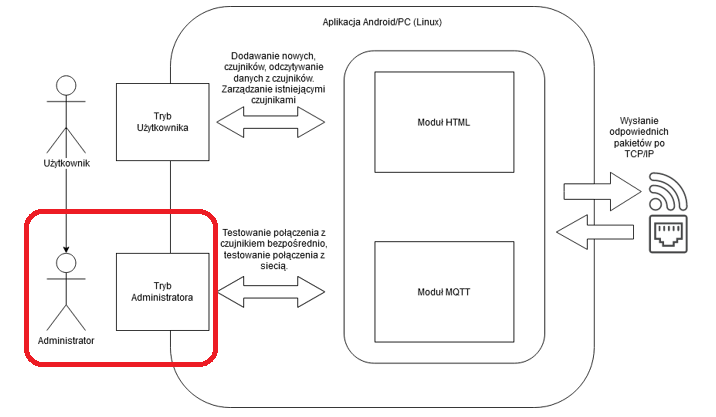 Aplikacja Android/PC (Linux)
Dodawanie nowych,
czujników, odczytywanie
danych z czujników.
Zarządzanie istniejącymi
czujnikami
Tryb
Użytkownika
Moduł HTML
Wysłanie
odpowiednich
pakietów po
TCP/IP
Użytkownik
Testowanie połączenia z
czujnikiem bezpośrednio,
testowanie połączenia z
siecią.
Tryb
Administratora
Moduł MQTT
Administrator